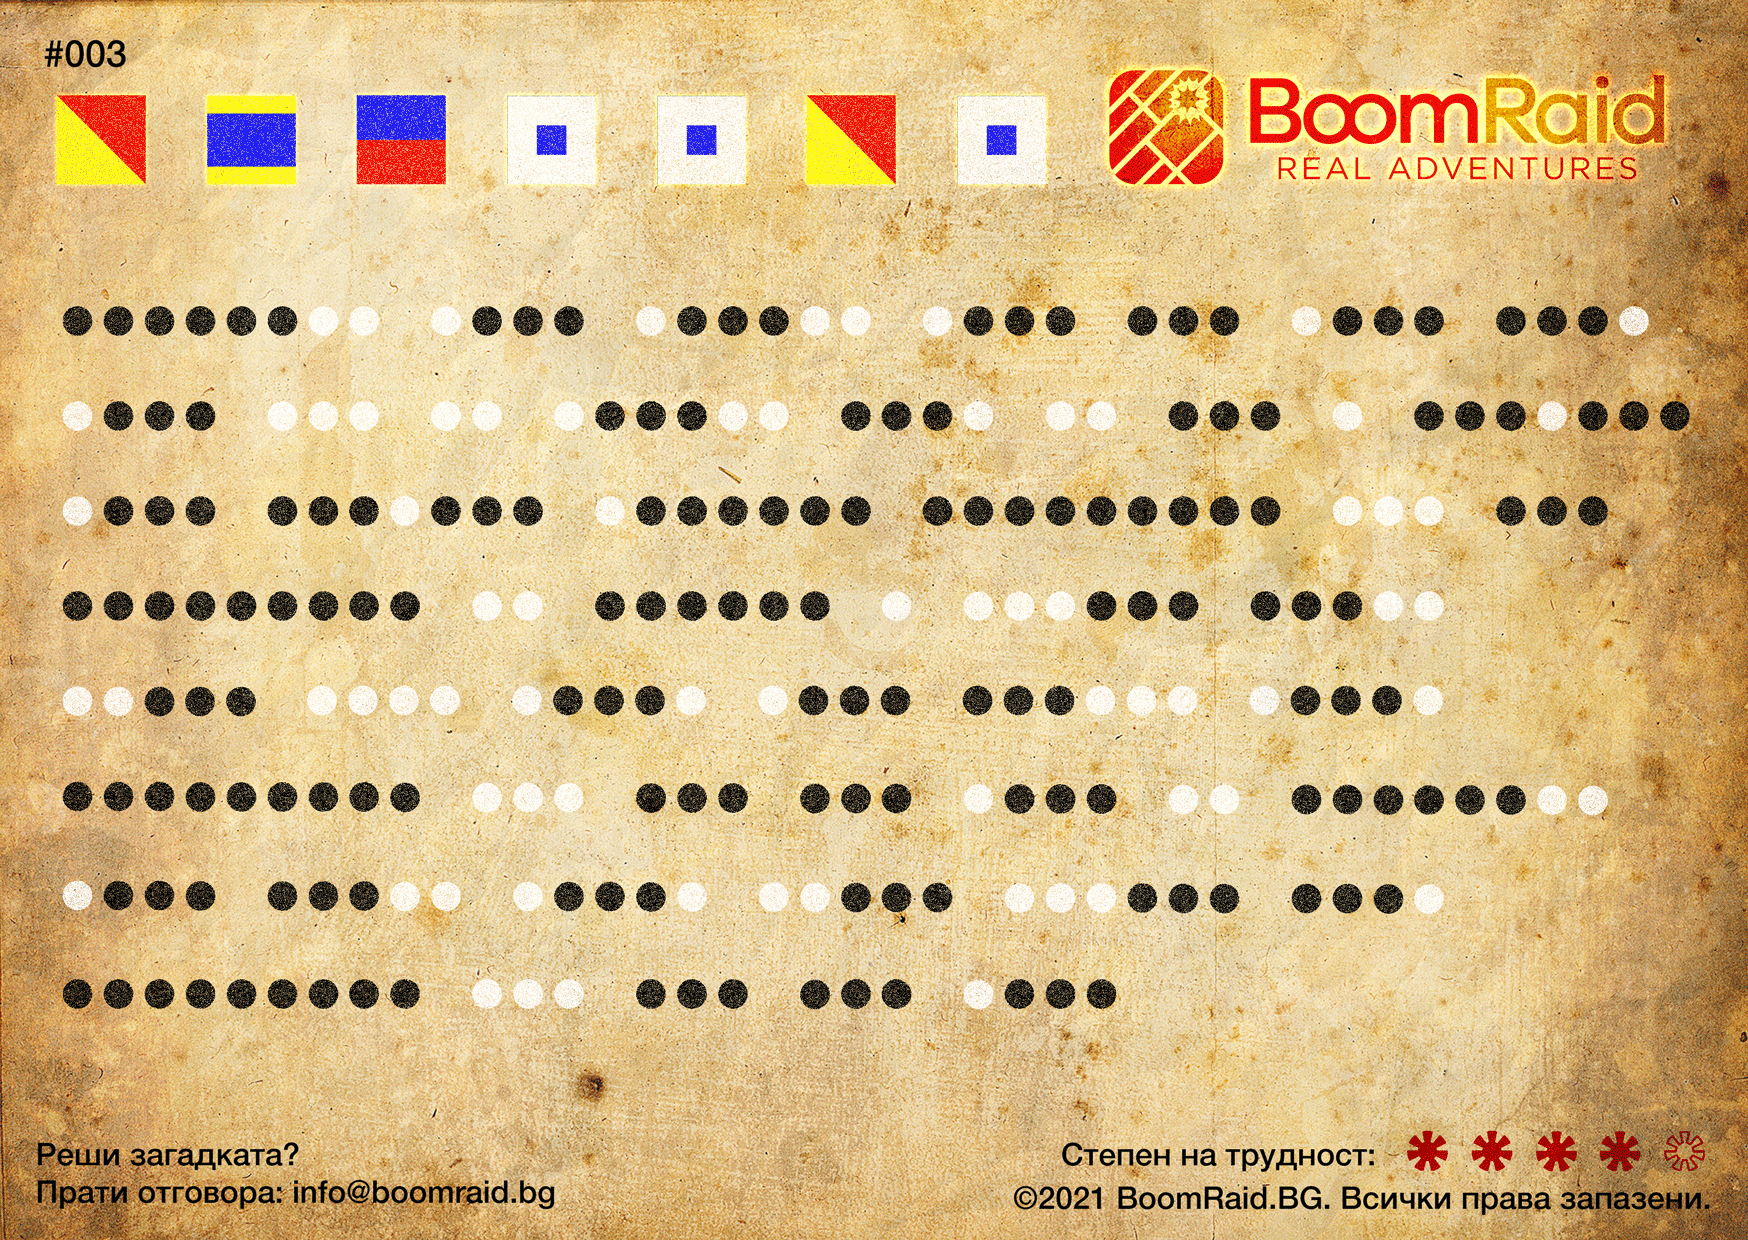 #003
BoomRaid
REAL ADVENTURES
Реши загадката?
Прати отговора: info@boomraid.bg
Степен на трудност:
©2021 BoomRaid.BG. Всички права запазени.